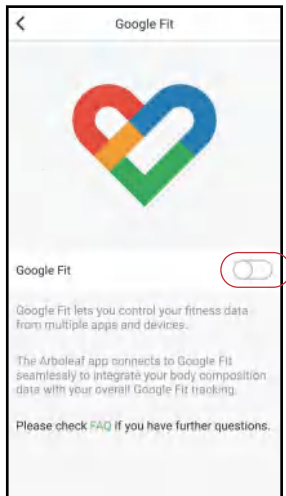 Google Fit
Google Fit
Google Fit lets you control your fitness data
from multiple apps and devices.
The Arboleaf app connects to Google Fit
seamlessly to integrate your body composition
data with your overall Google Fit tracking.
Please check FAQ if you have further questions.